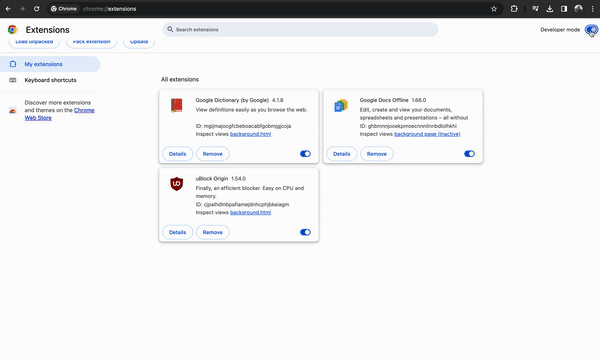 Chrome
chrome://extensions
Extensions
Search extensions
Developer mode
Load unpacked
Pack extension
Update
My extensions
Keyboard shortcuts
Discover more extensions
and themes on the Chrome
Web Store
All extensions
Google Dictionary (by Google) 4.1.8
View definitions easily as you browse the web.
ID: mgijmajocgfcbeboacabfgobmjgjcoja
Inspect views background.html
Details
Remove
Google Docs Offline 1.66.0
Create, edit, and view your documents,
spreadsheets and presentations – all without
ID: ghbmnnjooekpmoecnnnilnnbdlolhkhi
Inspect views background page (Inactive)
Details
Remove
uBlock Origin 1.54.0
Finally, an efficient blocker. Easy on CPU and
memory.
ID: cjpalhdlnbpafiamejdnhcphjbkeiagm
Inspect views background.html
Details
Remove